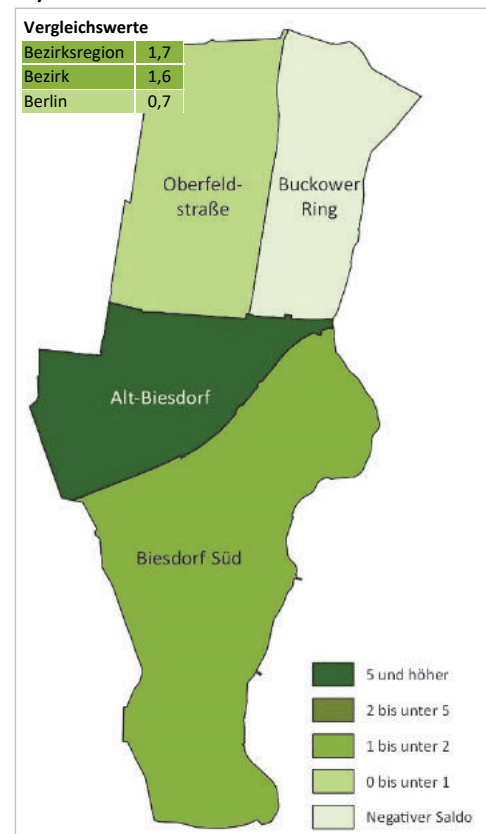 Vergleichswerte
Bezirksregion 1,7
Bezirk 1,6
Berlin 0,7
Oberfeld-
straße
Buckower
Ring
Alt-Biesdorf
Biesdorf Süd
5 und höher
2 bis unter 5
1 bis unter 2
0 bis unter 1
Negativer Saldo